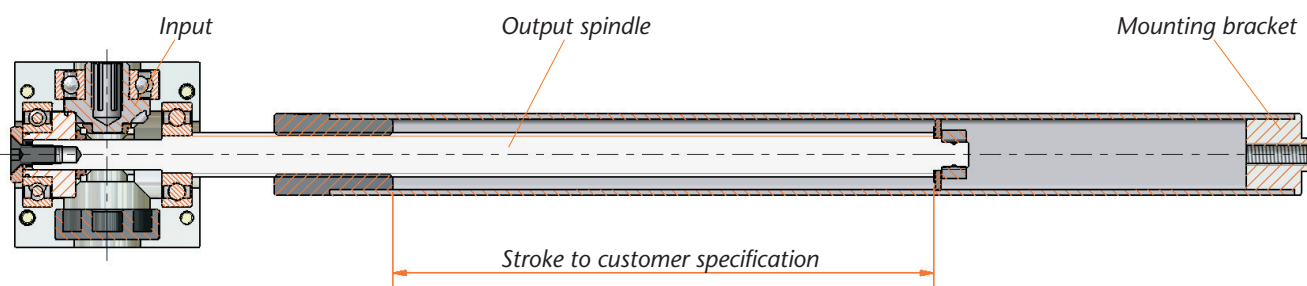 Input
Output spindle
Mounting bracket
Stroke to customer specification